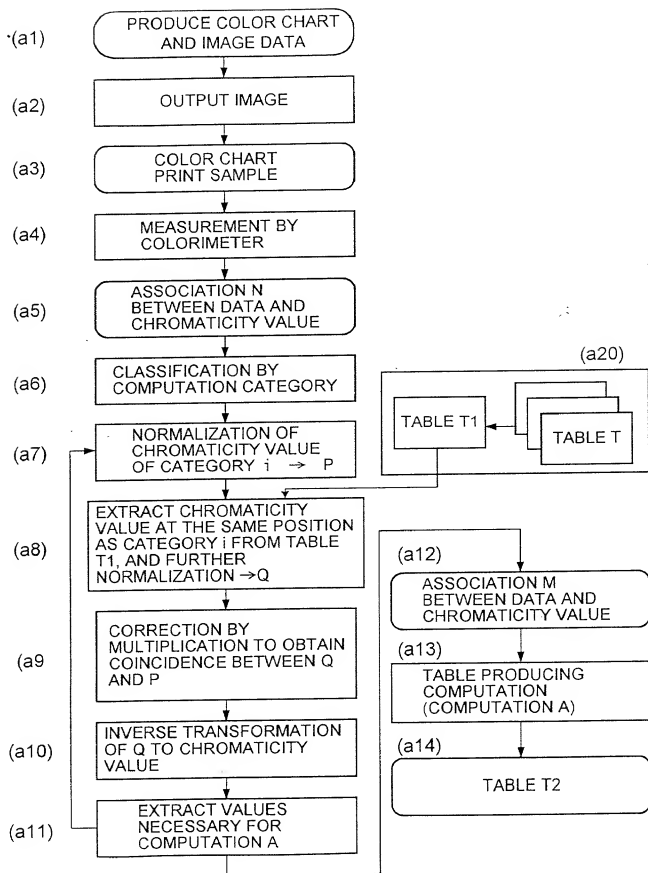 (a1)
PRODUCE COLOR CHART
AND IMAGE DATA
(a2)
OUTPUT IMAGE
(a3)
COLOR CHART
PRINT SAMPLE
(a4)
MEASUREMENT BY
COLORIMETER
(a5)
ASSOCIATION N
BETWEEN DATA AND
CHROMATICITY VALUE
(a6)
CLASSIFICATION BY
COMPUTATION CATEGORY
(a7)
NORMALIZATION OF
CHROMATICITY VALUE
OF CATEGORY i → P
(a20)
TABLE T1
TABLE T
(a8)
EXTRACT CHROMATICITY
VALUE AT THE SAME POSITION
AS CATEGORY i FROM TABLE
T1, AND FURTHER
NORMALIZATION →Q
(a9)
CORRECTION BY
MULTIPLICATION TO OBTAIN
COINCIDENCE BETWEEN Q
AND P
(a10)
INVERSE TRANSFORMATION
OF Q TO CHROMATICITY
VALUE
(a11)
EXTRACT VALUES
NECESSARY FOR
COMPUTATION A
(a12)
ASSOCIATION M
BETWEEN DATA AND
CHROMATICITY VALUE
(a13)
TABLE PRODUCING
COMPUTATION
(COMPUTATION A)
(a14)
TABLE T2